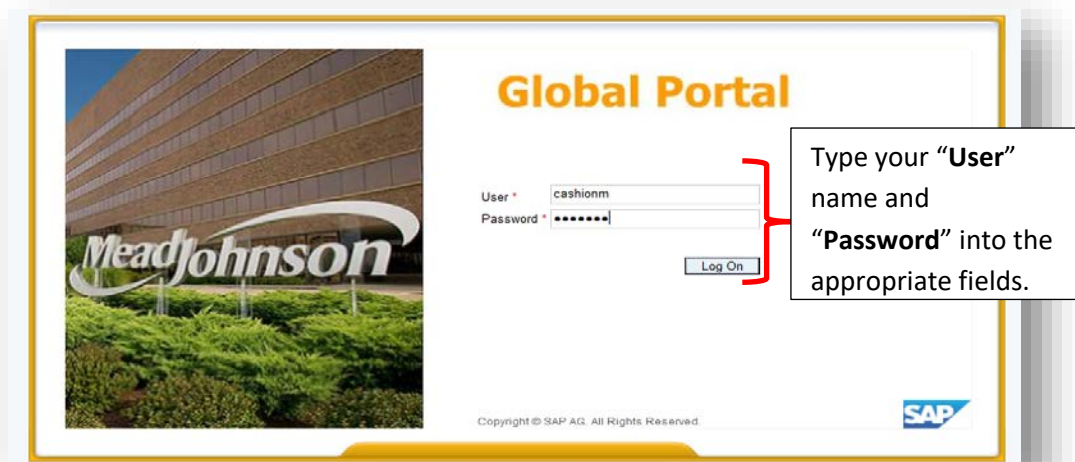 Global Portal
User * cashionm
Password * •••••••
Log On
Type your “User”
name and
“Password” into the
appropriate fields.
MeadJohnson
Copyright © SAP AG. All Rights Reserved.
SAP